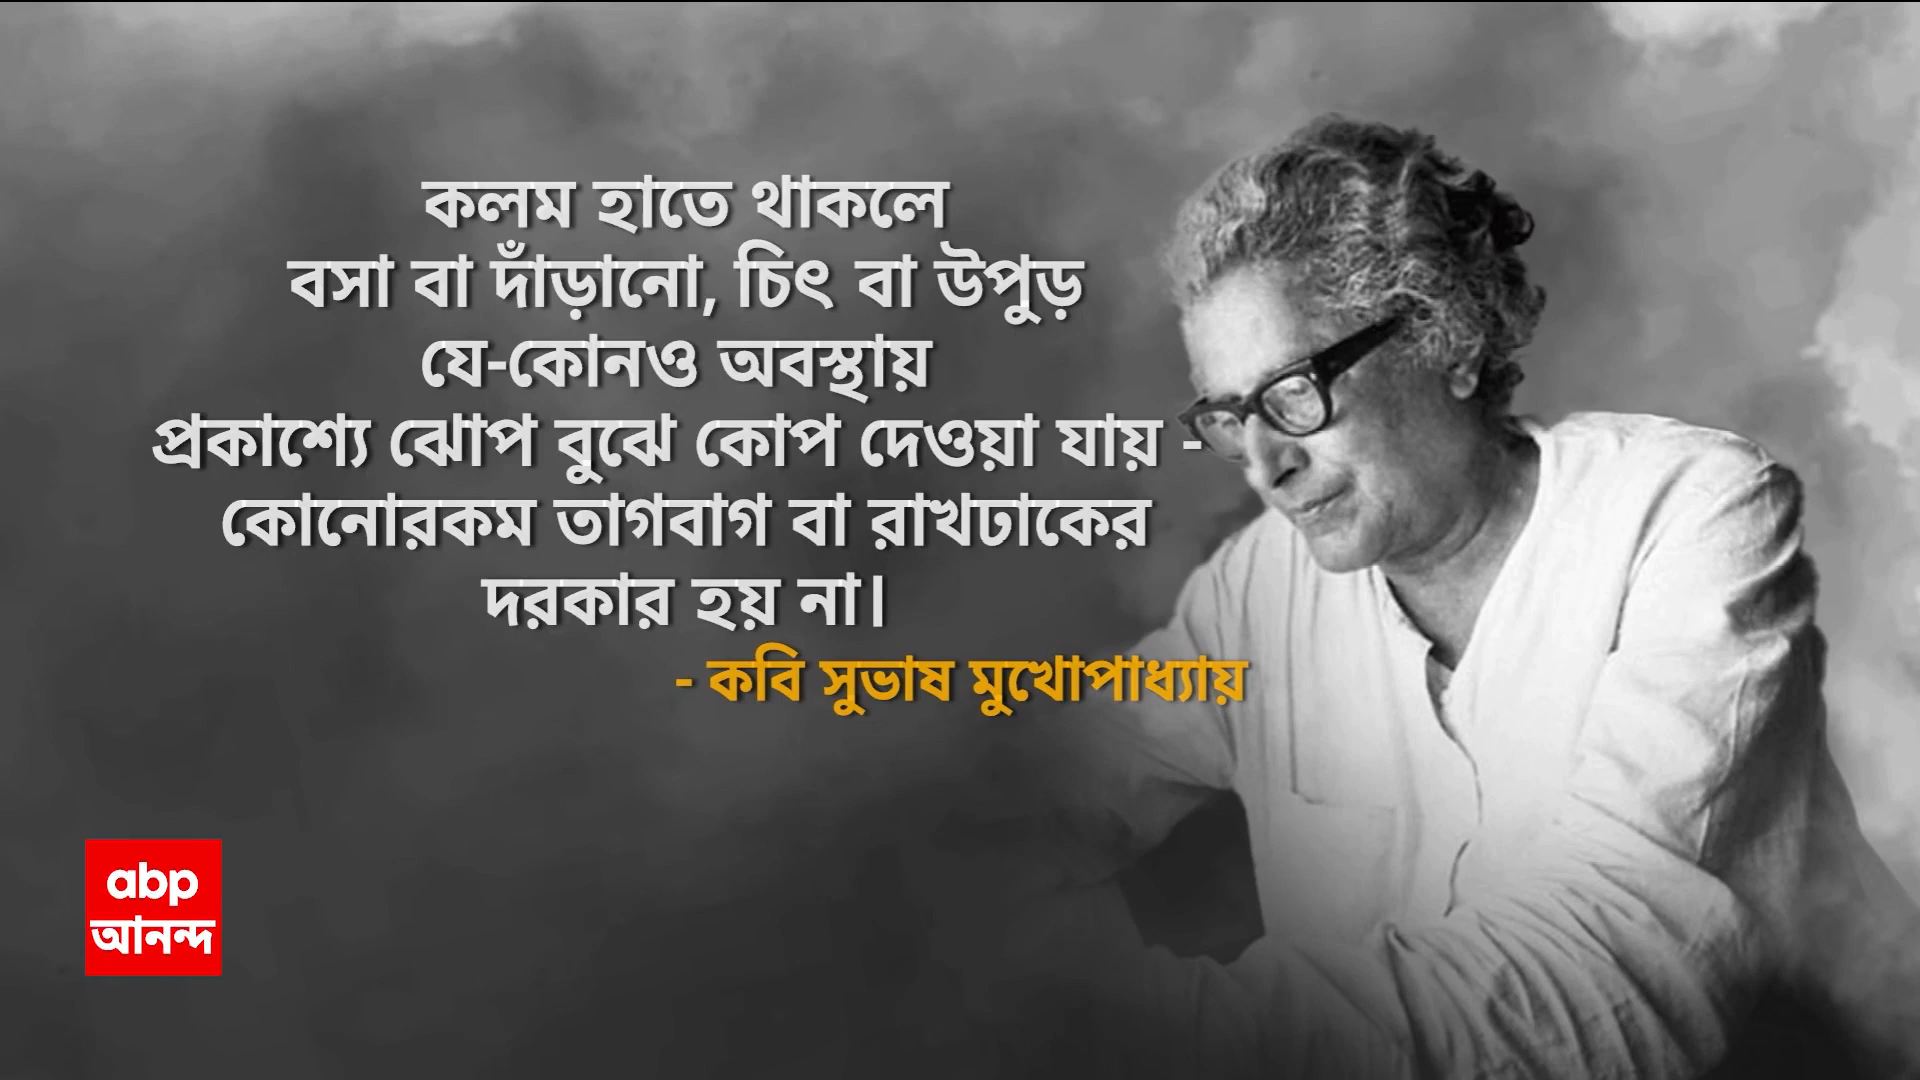 কলম হাতে থাকলে
বসা বা দাঁড়ানো, চিৎ বা উপুড়
যে-কোনও অবস্থায়
প্রকাশ্যে ঝোপ বুঝে কোপ দেওয়া যায় -
কোনোরকম তাগবাগ বা রাখঢাকের
দরকার হয় না।
- কবি সুভাষ মুখোপাধ্যায়
abp
আনন্দ